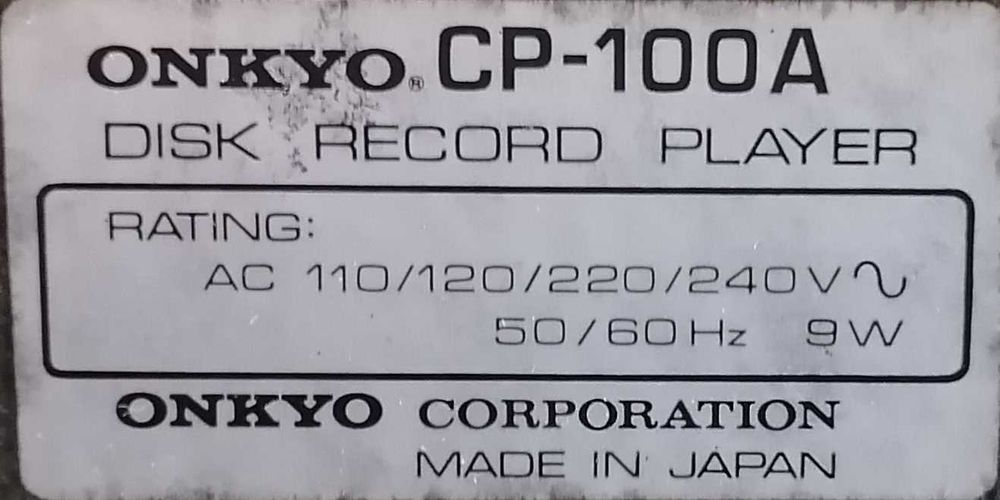 ONKYO® CP-100A
DISK RECORD PLAYER
RATING:
AC 110/120/220/240V∿
50/60Hz 9W
ONKYO CORPORATION
MADE IN JAPAN